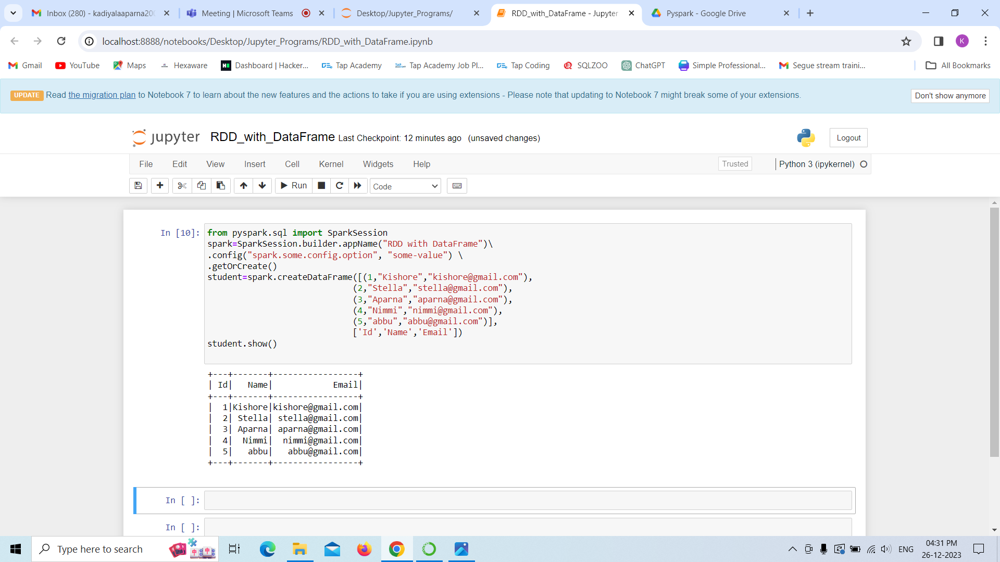 Inbox (280) - kadiyalaaparna200
Meeting | Microsoft Teams
Desktop/Jupyter_Programs/
RDD_with_DataFrame - Jupyter
Pyspark - Google Drive
localhost:8888/notebooks/Desktop/Jupyter_Programs/RDD_with_DataFrame.ipynb
K
Gmail YouTube Maps Hexaware Dashboard | Hacker... Tap Academy Tap Academy Job Pl... Tap Coding SQLZOO ChatGPT Simple Professional... Segue stream traini... All Bookmarks
UPDATE Read the migration plan to Notebook 7 to learn about the new features and the actions to take if you are using extensions - Please note that updating to Notebook 7 might break some of your extensions.
Don't show anymore
jupyter RDD_with_DataFrame Last Checkpoint: 12 minutes ago (unsaved changes)
Logout
File Edit View Insert Cell Kernel Widgets Help
Trusted
Python 3 (ipykernel)
Run
Code
In [10]: from pyspark.sql import SparkSession
spark=SparkSession.builder.appName("RDD with DataFrame")\
.config("spark.some.config.option", "some-value") \
.getOrCreate()
student=spark.createDataFrame([(1,"Kishore","kishore@gmail.com"),
(2,"Stella","stella@gmail.com"),
(3,"Aparna","aparna@gmail.com"),
(4,"Nimmi","nimmi@gmail.com"),
(5,"abbu","abbu@gmail.com")],
['Id','Name','Email'])
student.show()
+---+-------+-----------------+
| Id|   Name|            Email|
+---+-------+-----------------+
|  1|Kishore|kishore@gmail.com|
|  2| Stella| stella@gmail.com|
|  3| Aparna| aparna@gmail.com|
|  4|  Nimmi|  nimmi@gmail.com|
|  5|   abbu|   abbu@gmail.com|
+---+-------+-----------------+
In [ ]:
In [ ]:
Type here to search
ENG
04:31 PM
26-12-2023